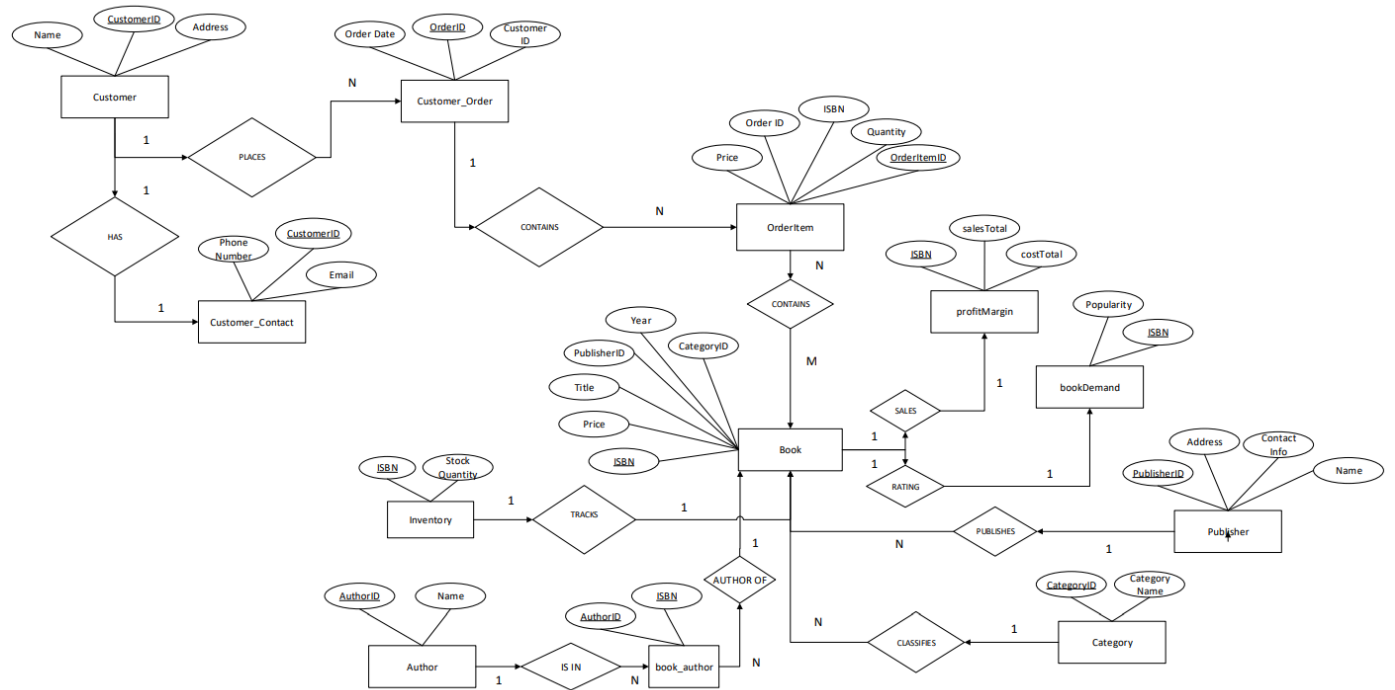 Name
CustomerID
Address
Customer
Order Date
OrderID
Customer
ID
Customer_Order
1
PLACES
N
1
HAS
1
Phone
Number
CustomerID
Email
Customer_Contact
1
CONTAINS
N
Price
Order ID
ISBN
Quantity
OrderItemID
OrderItem
N
CONTAINS
M
ISBN
salesTotal
costTotal
profitMargin
Popularity
ISBN
bookDemand
Year
PublisherID
CategoryID
Title
Price
ISBN
Book
1
SALES
1
1
RATING
1
ISBN
Stock
Quantity
Inventory
1
TRACKS
1
PublisherID
Address
Contact
Info
Name
Publisher
1
PUBLISHES
N
AuthorID
Name
Author
1
IS IN
N
AuthorID
ISBN
book_author
N
AUTHOR OF
1
CategoryID
Category
Name
Category
1
CLASSIFIES
N